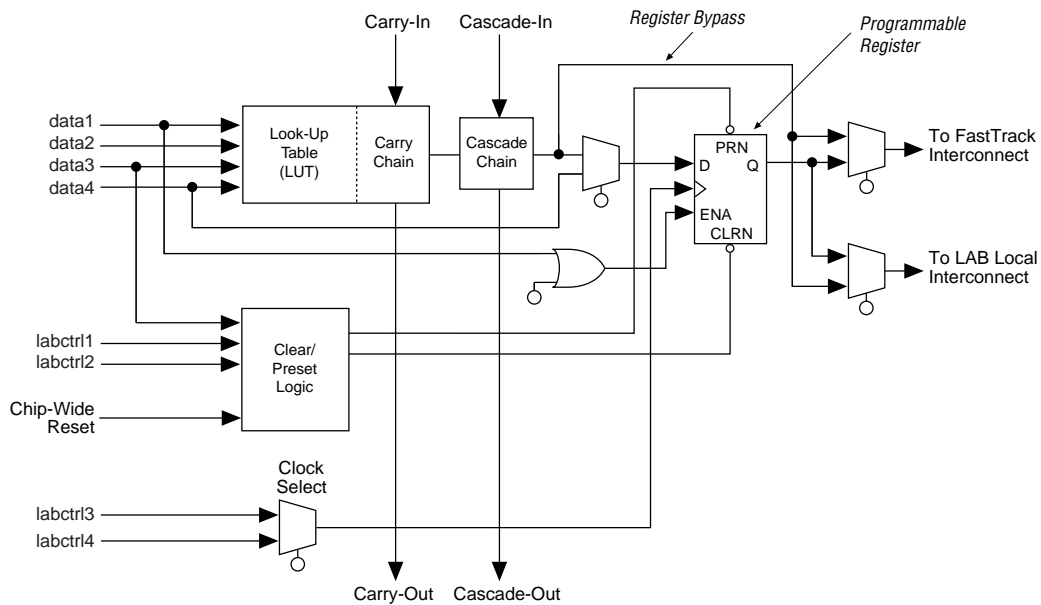 Carry-In
Cascade-In
Register Bypass
Programmable
Register
data1
data2
data3
data4
Look-Up
Table
(LUT)
Carry
Chain
Cascade
Chain
PRN
D
Q
ENA
CLRN
To FastTrack
Interconnect
To LAB Local
Interconnect
labctrl1
labctrl2
Clear/
Preset
Logic
Chip-Wide
Reset
Clock
Select
labctrl3
labctrl4
Carry-Out
Cascade-Out